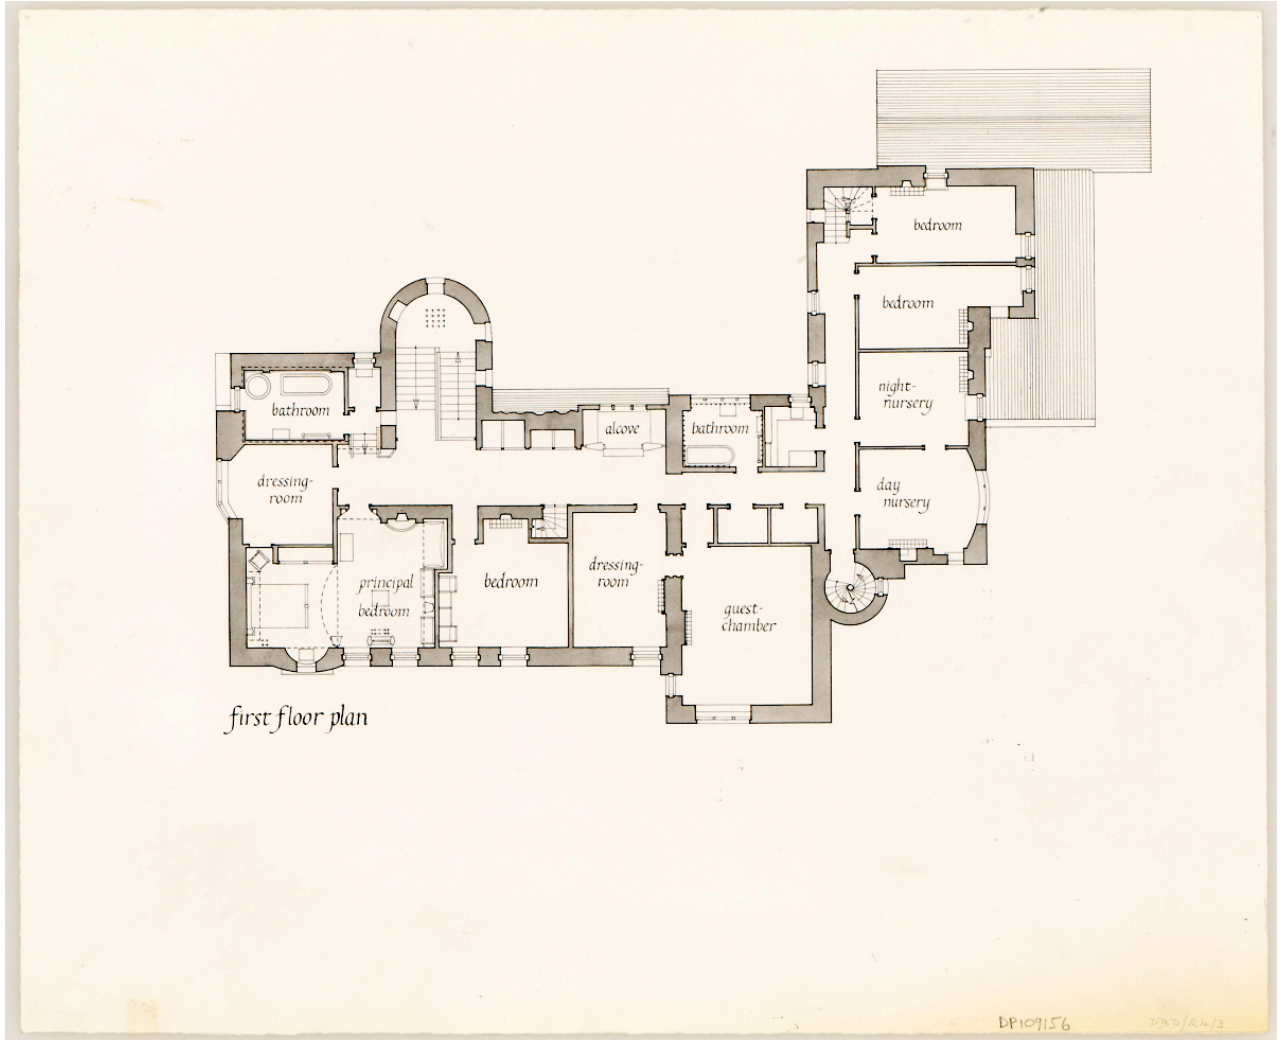 bedroom
bedroom
night-
nursery
bathroom
alcove
bathroom
dressing-
room
day
nursery
principal
bedroom
bedroom
dressing-
room
guest-
chamber
first floor plan
DP109156
DBD/24/3